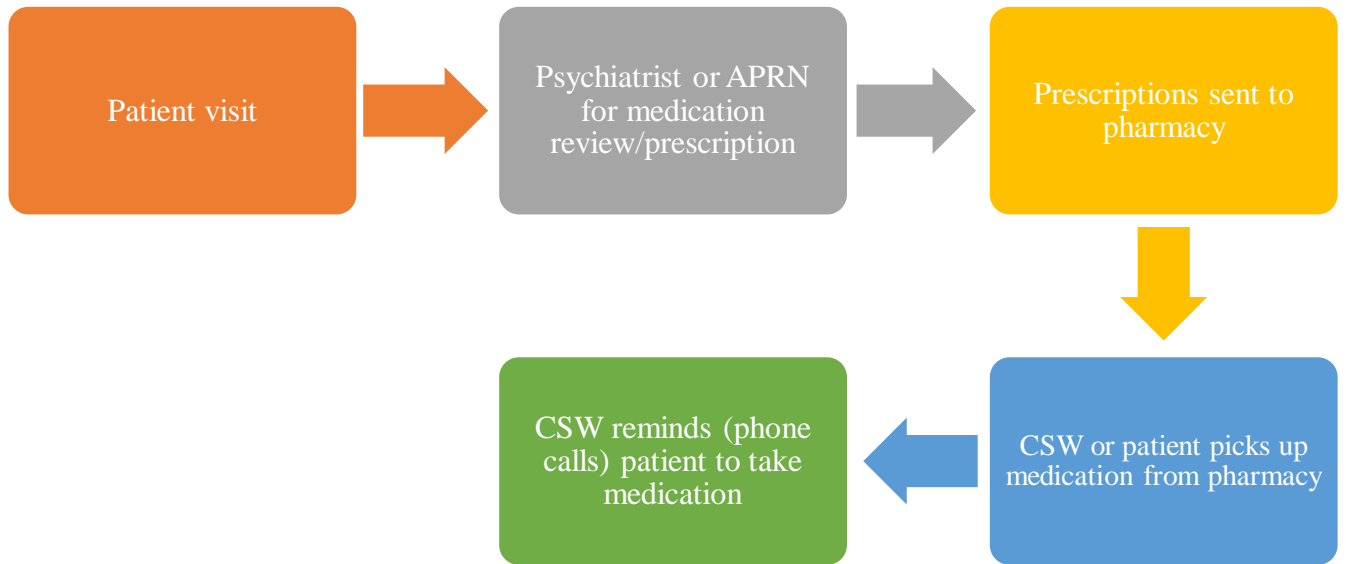 Patient visit
Psychiatrist or APRN
for medication
review/prescription
Prescriptions sent to
pharmacy
CSW or patient picks up
medication from pharmacy
CSW reminds (phone
calls) patient to take
medication